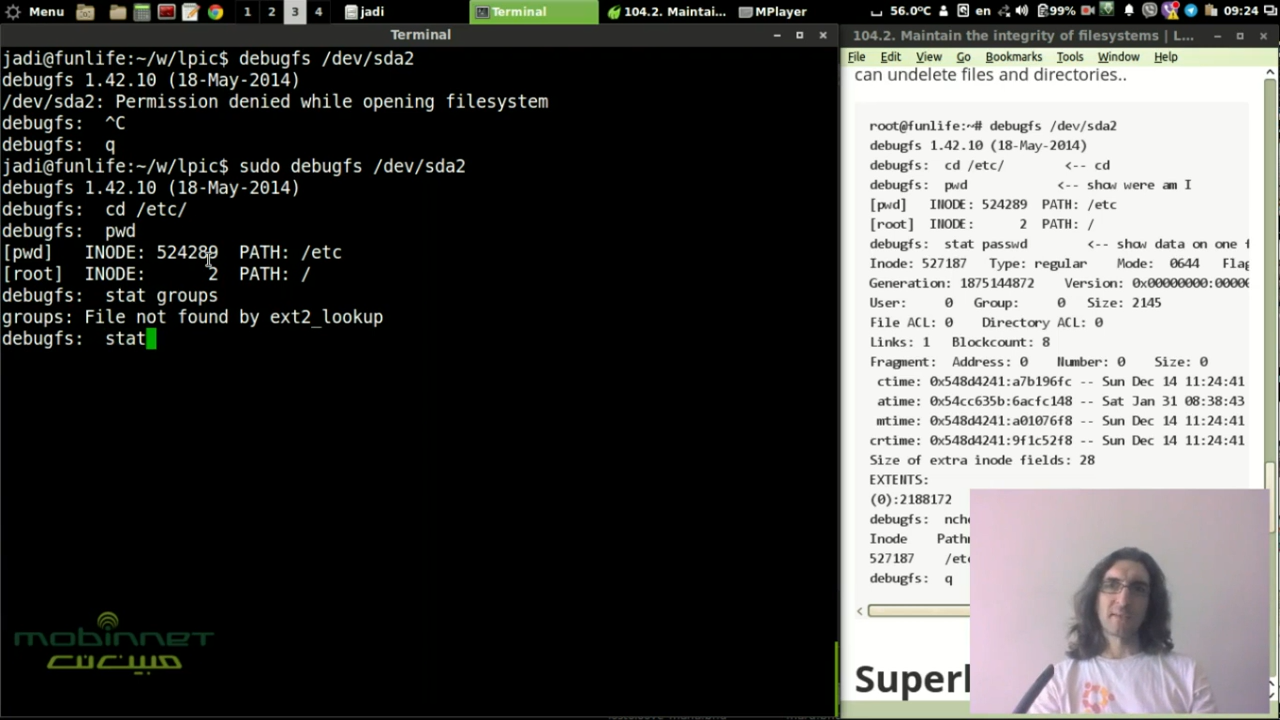 Menu
1
2
3
4
jadi
Terminal
104.2. Maintai...
MPlayer
56.0°C
en
99%
09:24
Terminal
jadi@funlife:~/w/lpic$ debugfs /dev/sda2
debugfs 1.42.10 (18-May-2014)
/dev/sda2: Permission denied while opening filesystem
debugfs:  ^C
debugfs:  q
jadi@funlife:~/w/lpic$ sudo debugfs /dev/sda2
debugfs 1.42.10 (18-May-2014)
debugfs:  cd /etc/
debugfs:  pwd
[pwd]   INODE: 524289  PATH: /etc
[root]  INODE:      2  PATH: /
debugfs:  stat groups
groups: File not found by ext2_lookup
debugfs:  stat
mobinnet
مبین‌نت
104.2. Maintain the integrity of filesystems | L...
File Edit View Go Bookmarks Tools Window Help
can undelete files and directories..
root@funlife:~# debugfs /dev/sda2
debugfs 1.42.10 (18-May-2014)
debugfs:  cd /etc/        <-- cd
debugfs:  pwd            <-- show were am I
[pwd]   INODE: 524289  PATH: /etc
[root]  INODE:      2  PATH: /
debugfs:  stat passwd        <-- show data on one f
Inode: 527187   Type: regular    Mode:  0644   Flag
Generation: 1875144872    Version: 0x00000000:0000
User:     0   Group:     0   Size: 2145
File ACL: 0    Directory ACL: 0
Links: 1   Blockcount: 8
Fragment:  Address: 0    Number: 0    Size: 0
ctime: 0x548d4241:a7b196fc -- Sun Dec 14 11:24:41
atime: 0x54cc635b:6acfc148 -- Sat Jan 31 08:38:43
mtime: 0x548d4241:a01076f8 -- Sun Dec 14 11:24:41
crtime: 0x548d4241:9f1c52f8 -- Sun Dec 14 11:24:41
Size of extra inode fields: 28
EXTENTS:
(0):2188172
debugfs:  nche
Inode    Pathn
527187    /etc
debugfs:  q
Superl